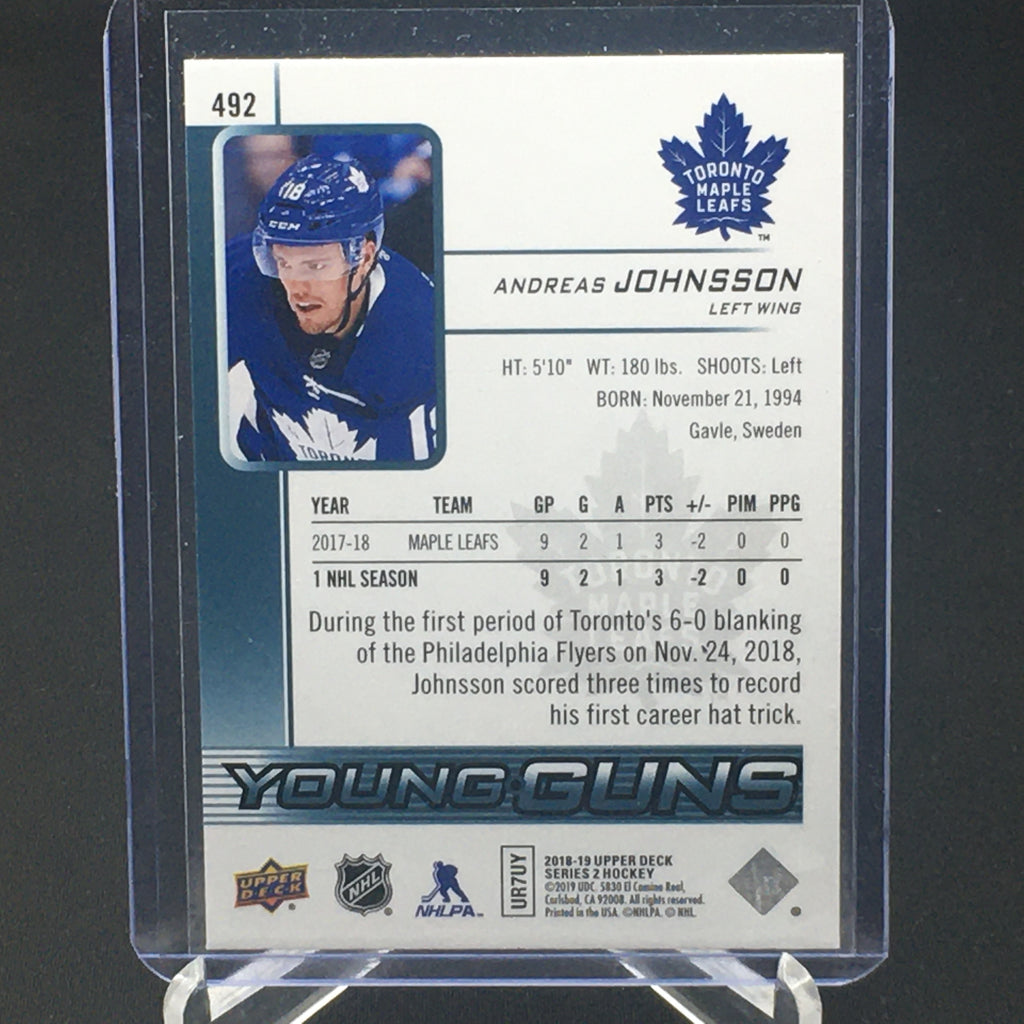 492
18
CCM
TORONTO
MAPLE
LEAFS
TM
ANDREAS JOHNSSON
LEFT WING
HT: 5'10" WT: 180 lbs. SHOOTS: Left
BORN: November 21, 1994
Gavle, Sweden
YEAR TEAM GP G A PTS +/- PIM PPG
2017-18 MAPLE LEAFS 9 2 1 3 -2 0 0
1 NHL SEASON 9 2 1 3 -2 0 0
During the first period of Toronto's 6-0 blanking
of the Philadelphia Flyers on Nov. 24, 2018,
Johnsson scored three times to record
his first career hat trick.
YOUNG GUNS
UPPER
DECK
NHL
NHLPA
UR7UY
2018-19 UPPER DECK
SERIES 2 HOCKEY
©2019 UDC. 5830 El Camino Real,
Carlsbad, CA 92008. All rights reserved.
Printed in the USA. ©NHLPA. © NHL.